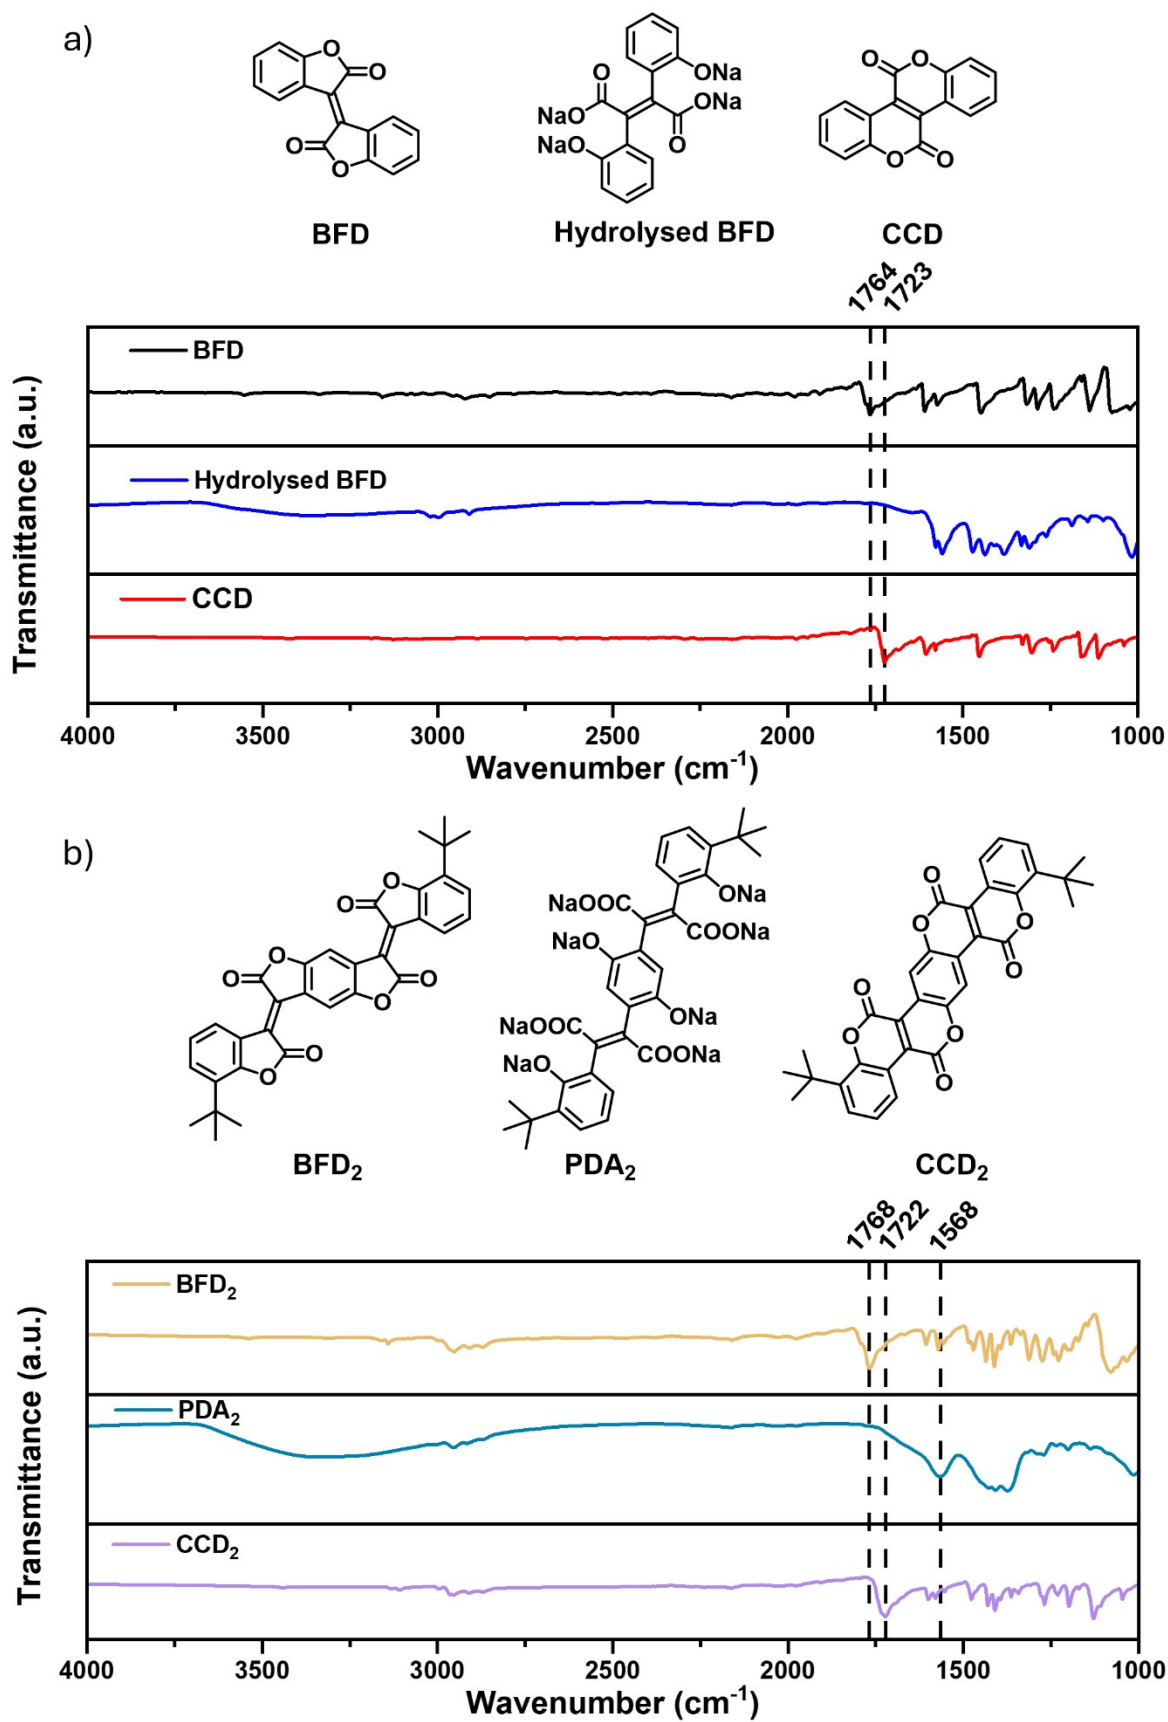 a)
O
O
O
O
BFD
ONa
O
NaO
ONa
O
NaO
Hydrolysed BFD
O
O
O
O
CCD
1764
1723
BFD
Hydrolysed BFD
CCD
Transmittance (a.u.)
4000 3500 3000 2500 2000 1500 1000
Wavenumber (cm⁻¹)
b)
O
O
O
O
O
O
O
O
BFD₂
ONa
NaOOC
COONa
NaO
ONa
NaOOC
COONa
NaO
PDA₂
O
O
O
O
O
O
O
O
CCD₂
1768
1722
1568
BFD₂
PDA₂
CCD₂
Transmittance (a.u.)
4000 3500 3000 2500 2000 1500 1000
Wavenumber (cm⁻¹)